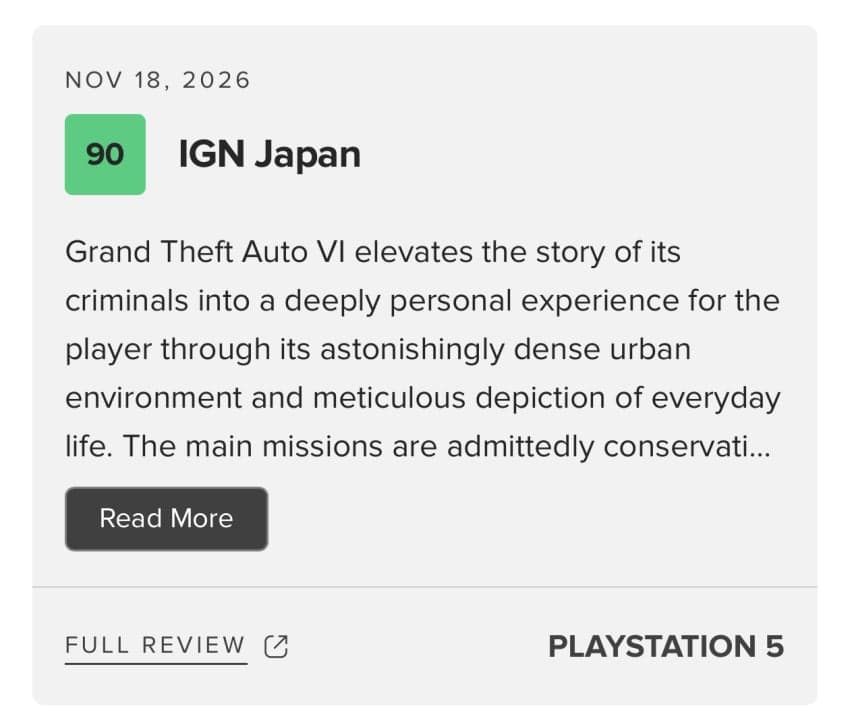 NOV 18, 2026
90
IGN Japan
Grand Theft Auto VI elevates the story of its
criminals into a deeply personal experience for the
player through its astonishingly dense urban
environment and meticulous depiction of everyday
life. The main missions are admittedly conservati...
Read More
FULL REVIEW
PLAYSTATION 5